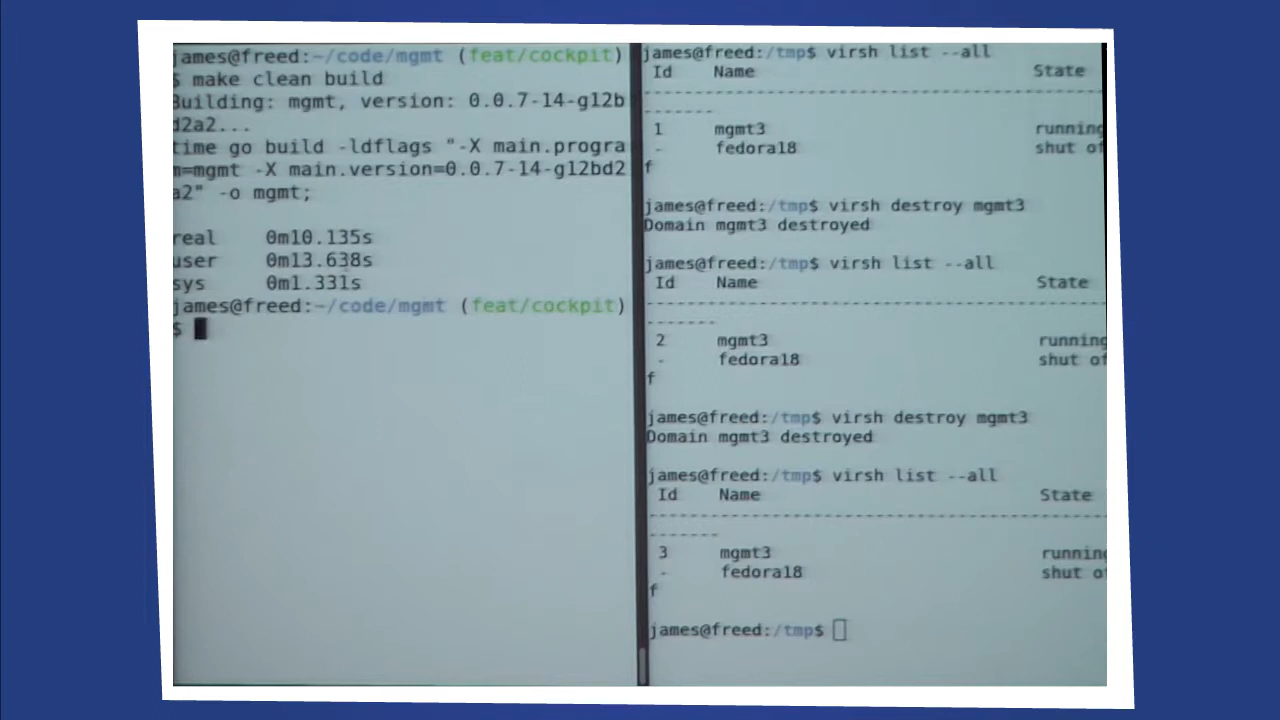 james@freed:~/code/mgmt (feat/cockpit)
$ make clean build
Building: mgmt, version: 0.0.7-14-g12b
d2a2...
time go build -ldflags "-X main.progra
m=mgmt -X main.version=0.0.7-14-g12bd2
a2" -o mgmt;
real 0m10.135s
user 0m13.638s
sys 0m1.331s
james@freed:~/code/mgmt (feat/cockpit)
$
james@freed:/tmp$ virsh list --all
Id Name State
--------------------------------------------
-------
1 mgmt3 running
- fedora18 shut of
f
james@freed:/tmp$ virsh destroy mgmt3
Domain mgmt3 destroyed
james@freed:/tmp$ virsh list --all
Id Name State
--------------------------------------------
-------
2 mgmt3 running
- fedora18 shut of
f
james@freed:/tmp$ virsh destroy mgmt3
Domain mgmt3 destroyed
james@freed:/tmp$ virsh list --all
Id Name State
--------------------------------------------
-------
3 mgmt3 running
- fedora18 shut of
f
james@freed:/tmp$